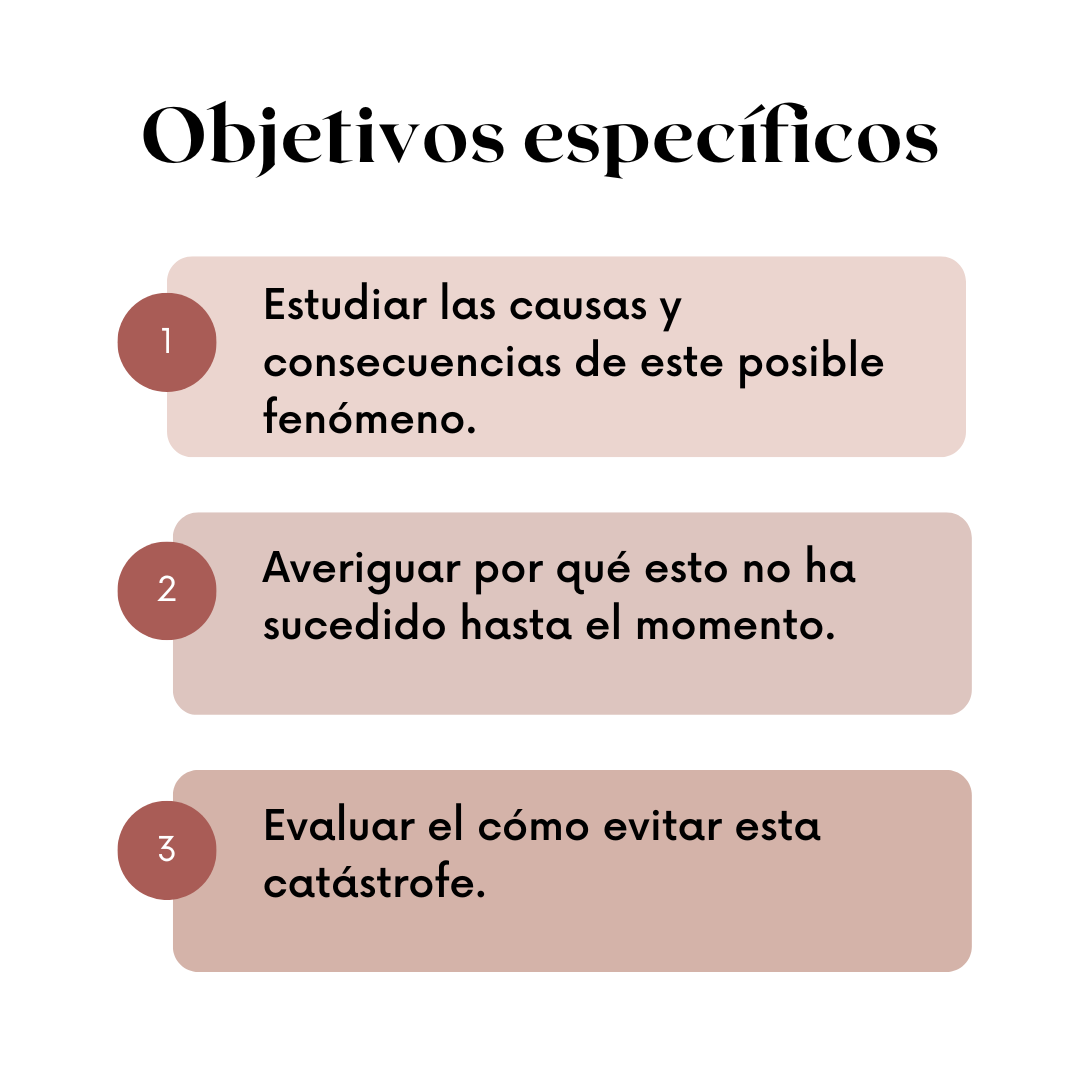 Objetivos específicos
1
Estudiar las causas y
consecuencias de este posible
fenómeno.
2
Averiguar por qué esto no ha
sucedido hasta el momento.
3
Evaluar el cómo evitar esta
catástrofe.